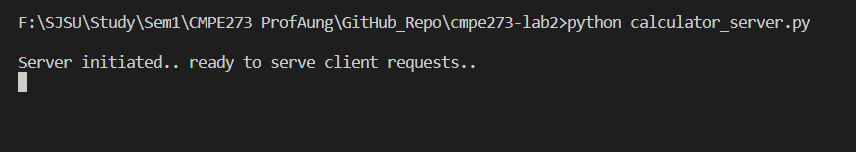 F:\SJSU\Study\Sem1\CMPE273 ProfAung\GitHub_Repo\cmpe273-lab2>python calculator_server.py
Server initiated.. ready to serve client requests..